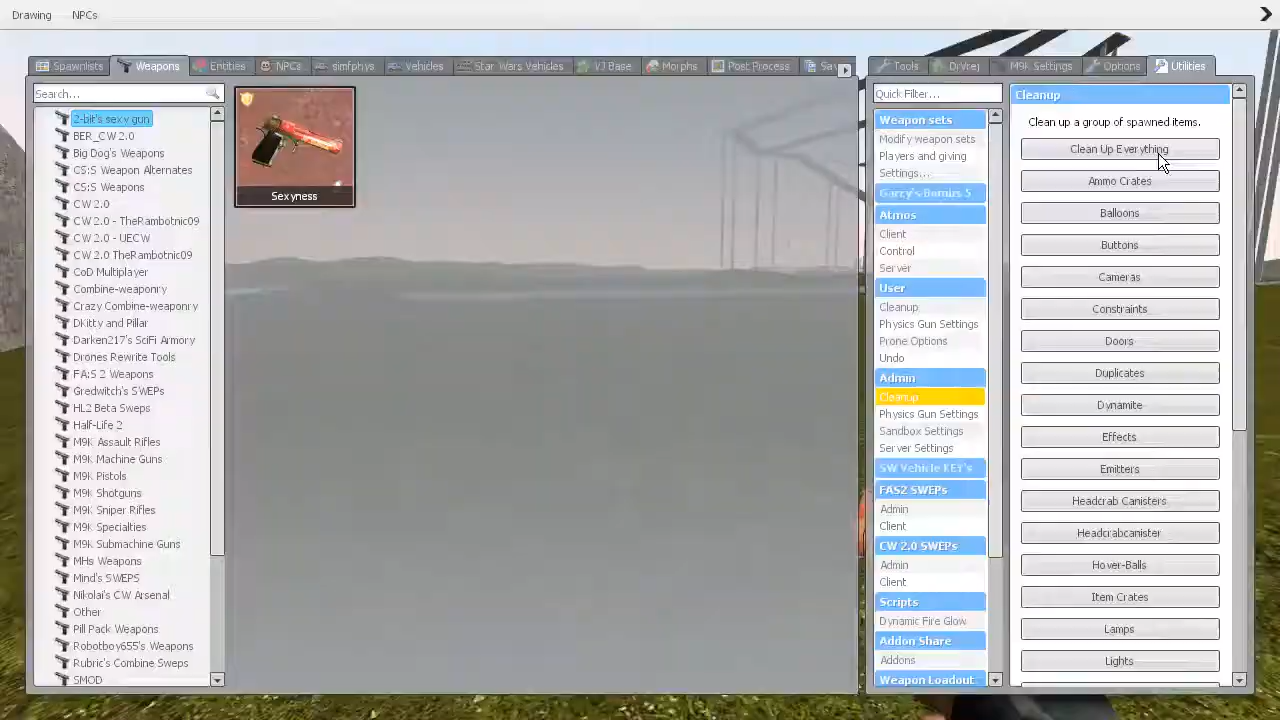 Drawing NPCs
Spawnlists Weapons Entities NPCs simfphys Vehicles Star Wars Vehicles VJ Base Morphs Post Process
Search...
2-bit's sexy gun
BER_CW 2.0
Big Dog's Weapons
CS:S Weapon Alternates
CS:S Weapons
CW 2.0
CW 2.0 - TheRambotnic09
CW 2.0 - UECW
CW 2.0 TheRambotnic09
CoD Multiplayer
Combine-weaponry
Crazy Combine-weaponry
DKitty and Pillar
Darken217's SciFi Armory
Drones Rewrite Tools
FA:S 2 Weapons
Gredwitch's SWEPs
HL2 Beta Sweps
Half-Life 2
M9K Assault Rifles
M9K Machine Guns
M9K Pistols
M9K Shotguns
M9K Sniper Rifles
M9K Specialties
M9K Submachine Guns
MHs Weapons
Mind's SWEPS
Nikolai's CW Arsenal
Other
Pill Pack Weapons
Robotboy655's Weapons
Rubric's Combine Sweps
SMOD
Sexyness
Tools DrVrej M9K Settings Options Utilities
Quick Filter...
Weapon sets
Modify weapon sets
Players and giving
Settings...
Garry's Bombs 5
Atmos
Client
Control
Server
User
Cleanup
Physics Gun Settings
Prone Options
Undo
Admin
Cleanup
Physics Gun Settings
Sandbox Settings
Server Settings
SW Vehicle KEY's
FAS2 SWEPs
Admin
Client
CW 2.0 SWEPs
Admin
Client
Scripts
Dynamic Fire Glow
Addon Share
Addons
Weapon Loadout
Cleanup
Clean up a group of spawned items.
Clean Up Everything
Ammo Crates
Balloons
Buttons
Cameras
Constraints
Doors
Duplicates
Dynamite
Effects
Emitters
Headcrab Canisters
Headcrabcanister
Hover-Balls
Item Crates
Lamps
Lights